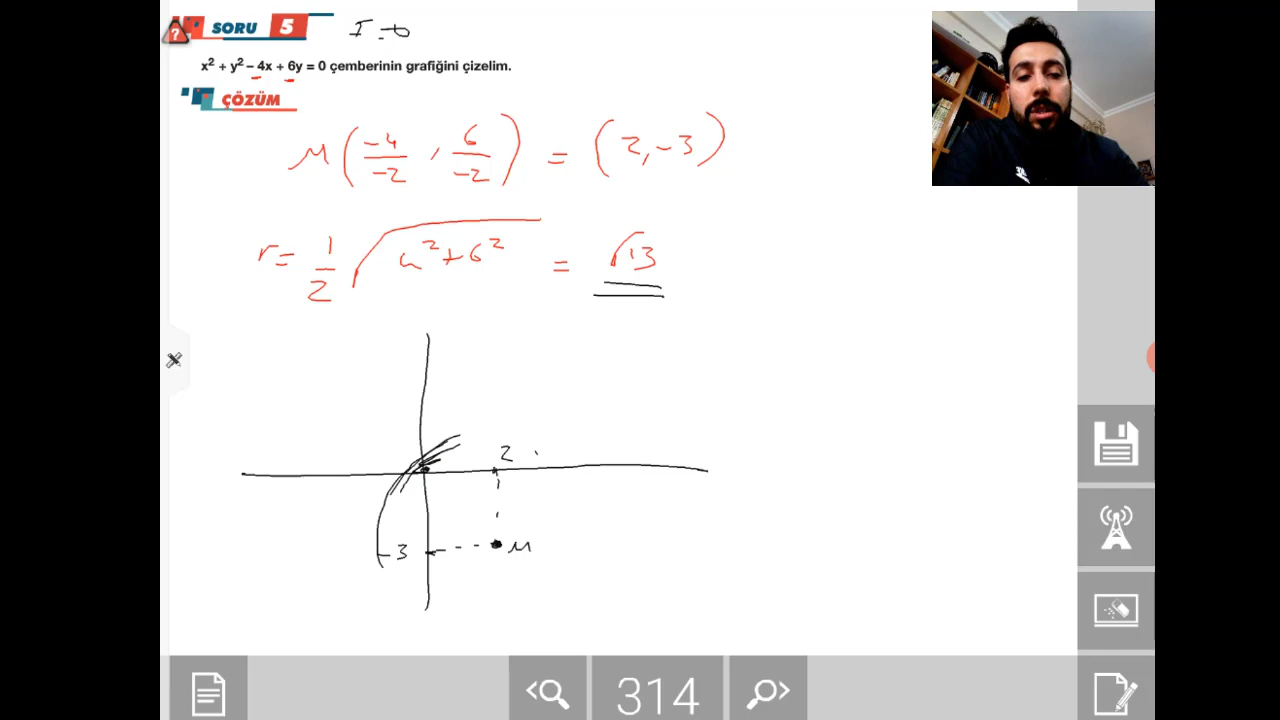 SORU 5 F=0
x² + y² – 4x + 6y = 0 çemberinin grafiğini çizelim.
ÇÖZÜM
M(-4/-2, 6/-2) = (2, -3)
r = 1/2 √4²+6² = √13
2
-3 M
314